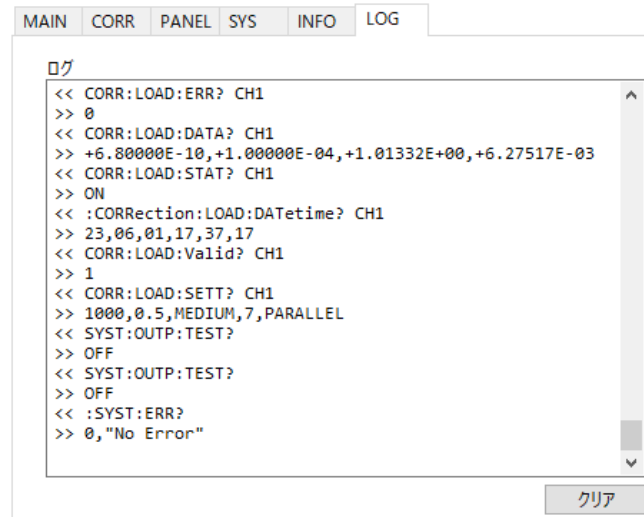 MAIN CORR PANEL SYS INFO LOG
ログ
<< CORR:LOAD:ERR? CH1
>> 0
<< CORR:LOAD:DATA? CH1
>> +6.80000E-10,+1.00000E-04,+1.01332E+00,+6.27517E-03
<< CORR:LOAD:STAT? CH1
>> ON
<< :CORRection:LOAD:DATetime? CH1
>> 23,06,01,17,37,17
<< CORR:LOAD:Valid? CH1
>> 1
<< CORR:LOAD:SETT? CH1
>> 1000,0.5,MEDIUM,7,PARALLEL
<< SYST:OUTP:TEST?
>> OFF
<< SYST:OUTP:TEST?
>> OFF
<< :SYST:ERR?
>> 0,"No Error"
クリア